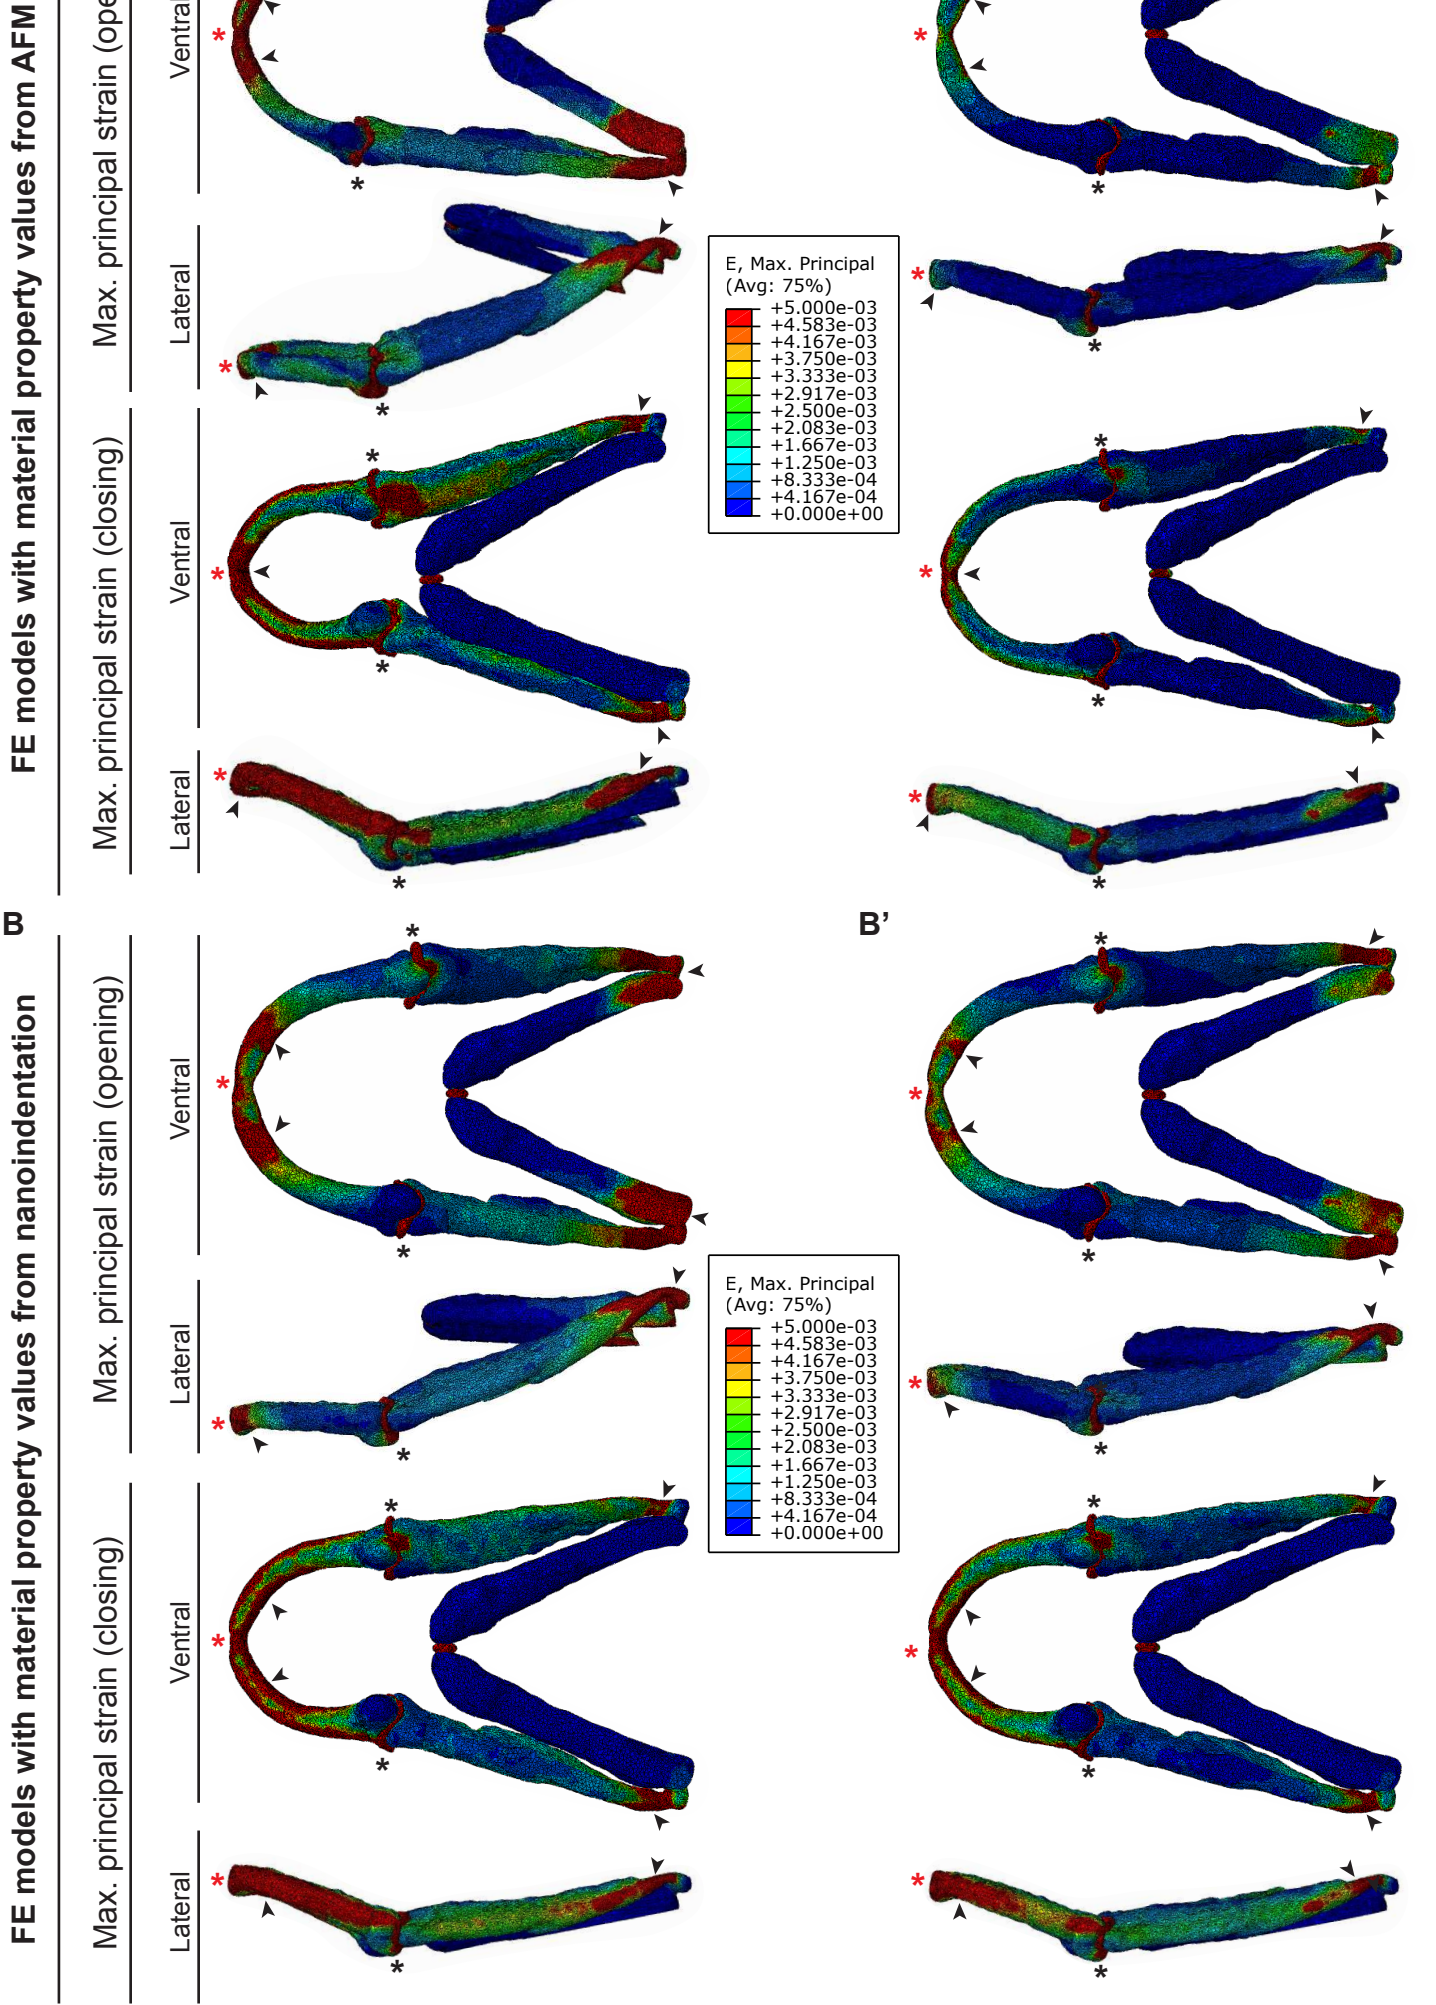 FE models with material property values from AFM
Max. principal strain (ope
Ventral
*
*
*
Lateral
*
*
*
*
E, Max. Principal
(Avg: 75%)
+5.000e-03
+4.583e-03
+4.167e-03
+3.750e-03
+3.333e-03
+2.917e-03
+2.500e-03
+2.083e-03
+1.667e-03
+1.250e-03
+8.333e-04
+4.167e-04
+0.000e+00
Max. principal strain (closing)
Ventral
*
*
*
*
*
*
Lateral
*
*
*
*
B
B’
FE models with material property values from nanoindentation
Max. principal strain (opening)
Ventral
*
*
*
*
*
*
Lateral
*
*
*
*
E, Max. Principal
(Avg: 75%)
+5.000e-03
+4.583e-03
+4.167e-03
+3.750e-03
+3.333e-03
+2.917e-03
+2.500e-03
+2.083e-03
+1.667e-03
+1.250e-03
+8.333e-04
+4.167e-04
+0.000e+00
Max. principal strain (closing)
Ventral
*
*
*
*
*
*
Lateral
*
*
*
*